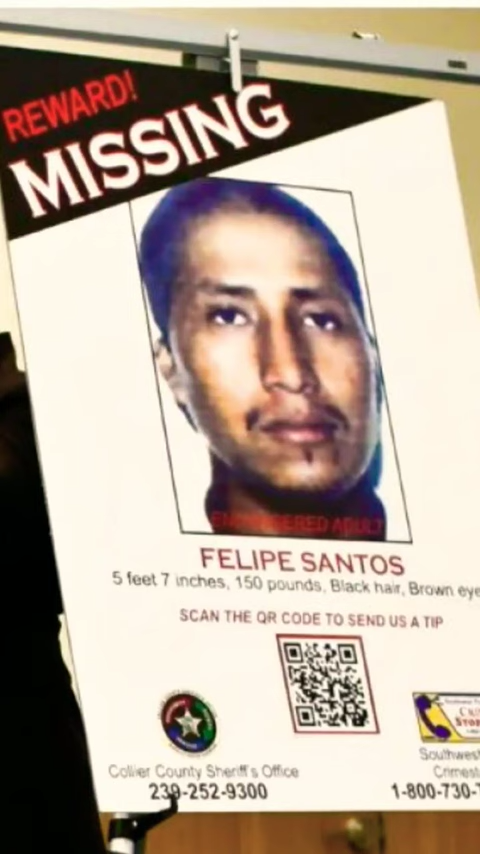 REWARD!
MISSING
ENDANGERED ADULT
FELIPE SANTOS
5 feet 7 inches, 150 pounds, Black hair, Brown eye
SCAN THE QR CODE TO SEND US A TIP
Collier County Sheriff's Office
239-252-9300
Southwest
Crimest
1-800-730-T